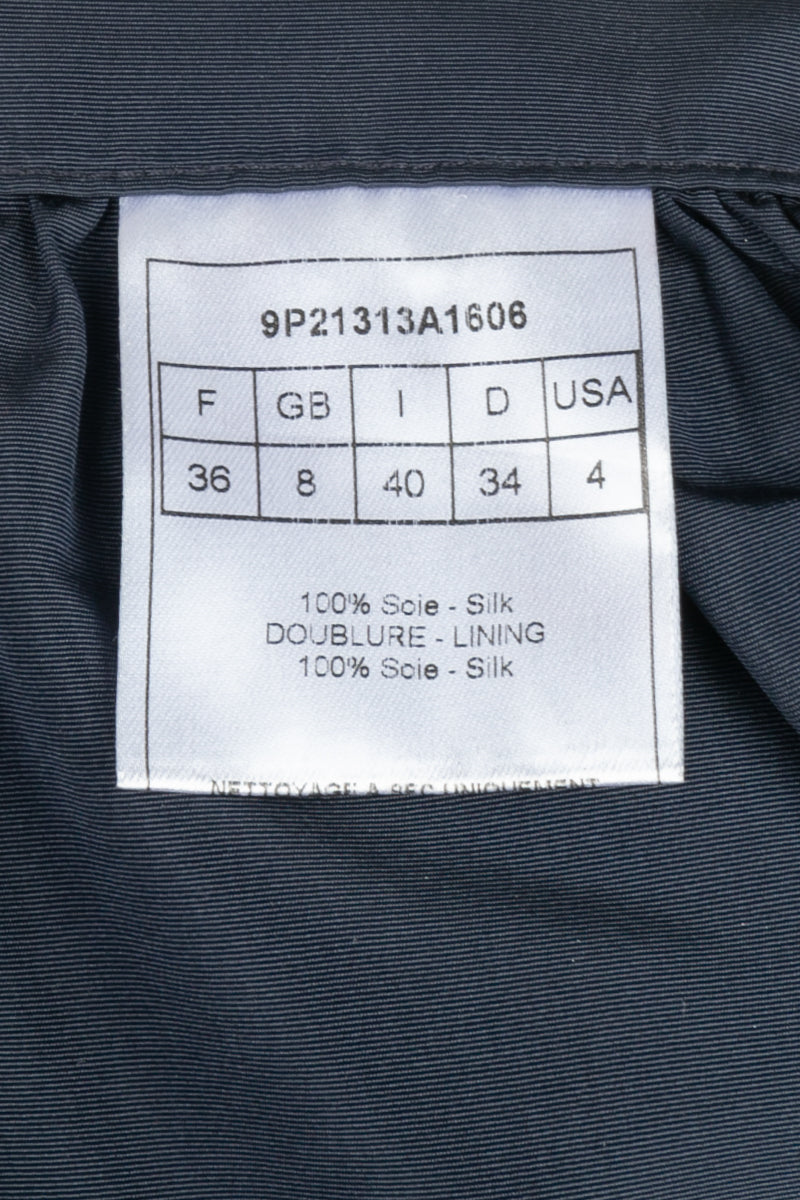 9P21313A1606
F GB I D USA
36 8 40 34 4
100% Soie - Silk
DOUBLURE - LINING
100% Soie - Silk
NETTOYAGE A SEC UNIQUEMENT